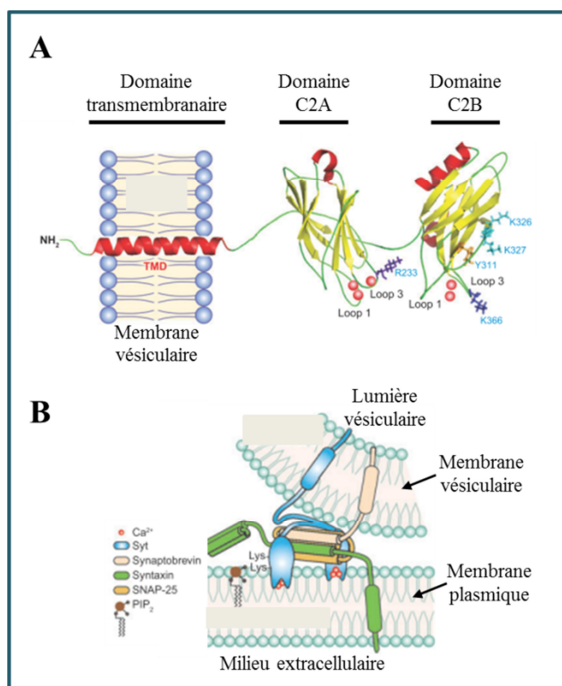 A
Domaine
transmembranaire
Domaine
C2A
Domaine
C2B
NH2
TMD
K326
K327
R233
Y311
Loop 3
Loop 3
Loop 1
Loop 1
K366
Membrane
vésiculaire
B
Lumière
vésiculaire
Membrane
vésiculaire
Ca2+
Syt
Synaptobrevin
Syntaxin
SNAP-25
PIP2
Lys
Lys
Membrane
plasmique
Milieu extracellulaire